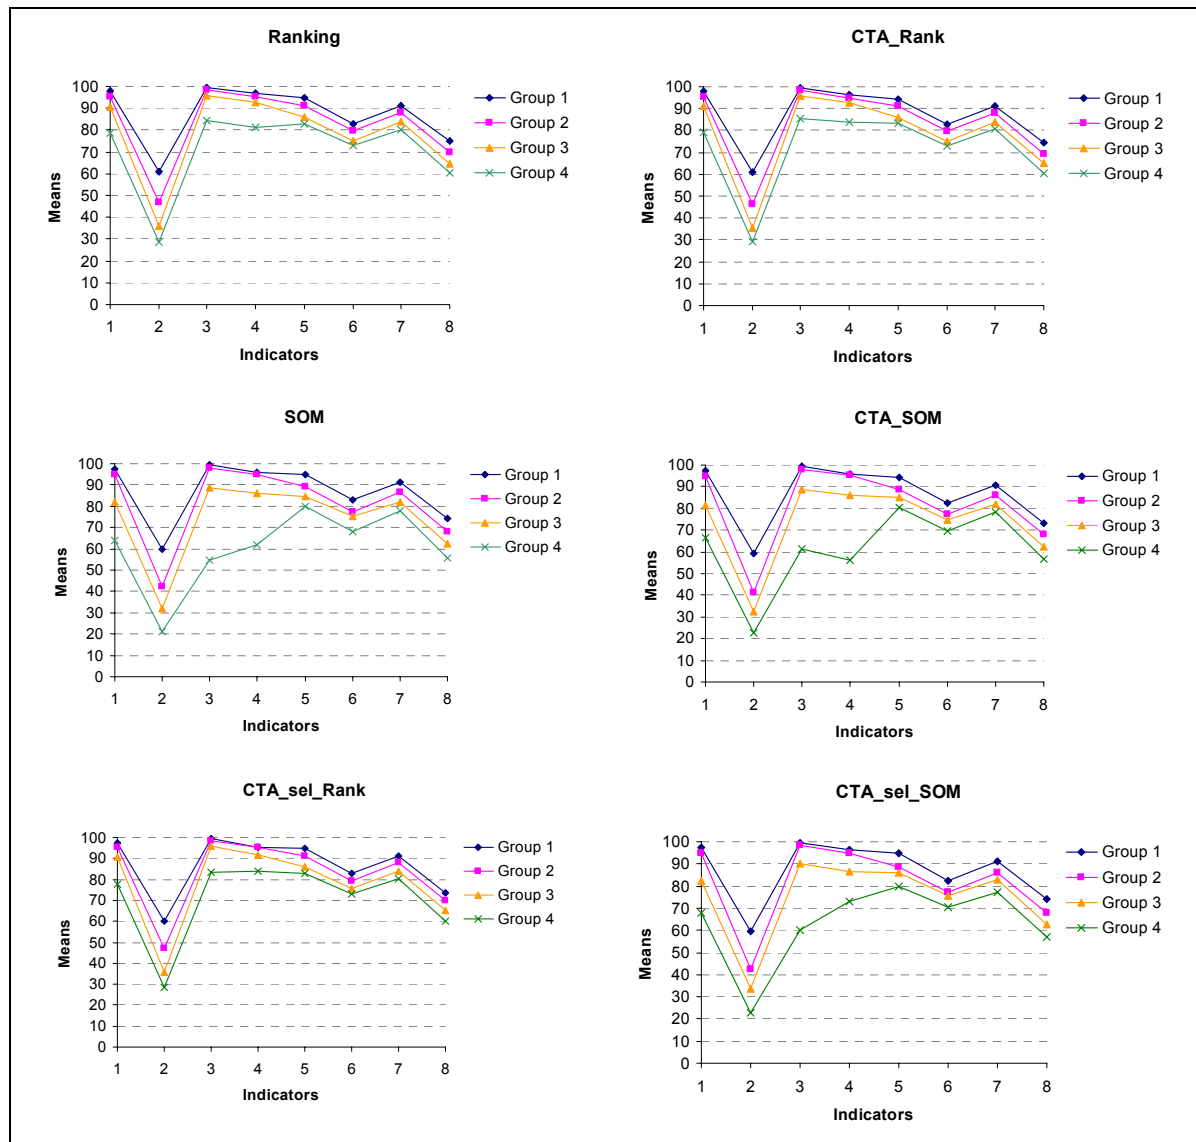 Ranking
100
90
80
70
60
50
40
30
20
10
0
Means
1 2 3 4 5 6 7 8
Indicators
Group 1
Group 2
Group 3
Group 4
CTA_Rank
100
90
80
70
60
50
40
30
20
10
0
Means
1 2 3 4 5 6 7 8
Indicators
Group 1
Group 2
Group 3
Group 4
SOM
100
90
80
70
60
50
40
30
20
10
0
Means
1 2 3 4 5 6 7 8
Indicators
Group 1
Group 2
Group 3
Group 4
CTA_SOM
100
90
80
70
60
50
40
30
20
10
0
Means
1 2 3 4 5 6 7 8
Indicators
Group 1
Group 2
Group 3
Group 4
CTA_sel_Rank
100
90
80
70
60
50
40
30
20
10
0
Means
1 2 3 4 5 6 7 8
Indicators
Group 1
Group 2
Group 3
Group 4
CTA_sel_SOM
100
90
80
70
60
50
40
30
20
10
0
Means
1 2 3 4 5 6 7 8
Indicators
Group 1
Group 2
Group 3
Group 4